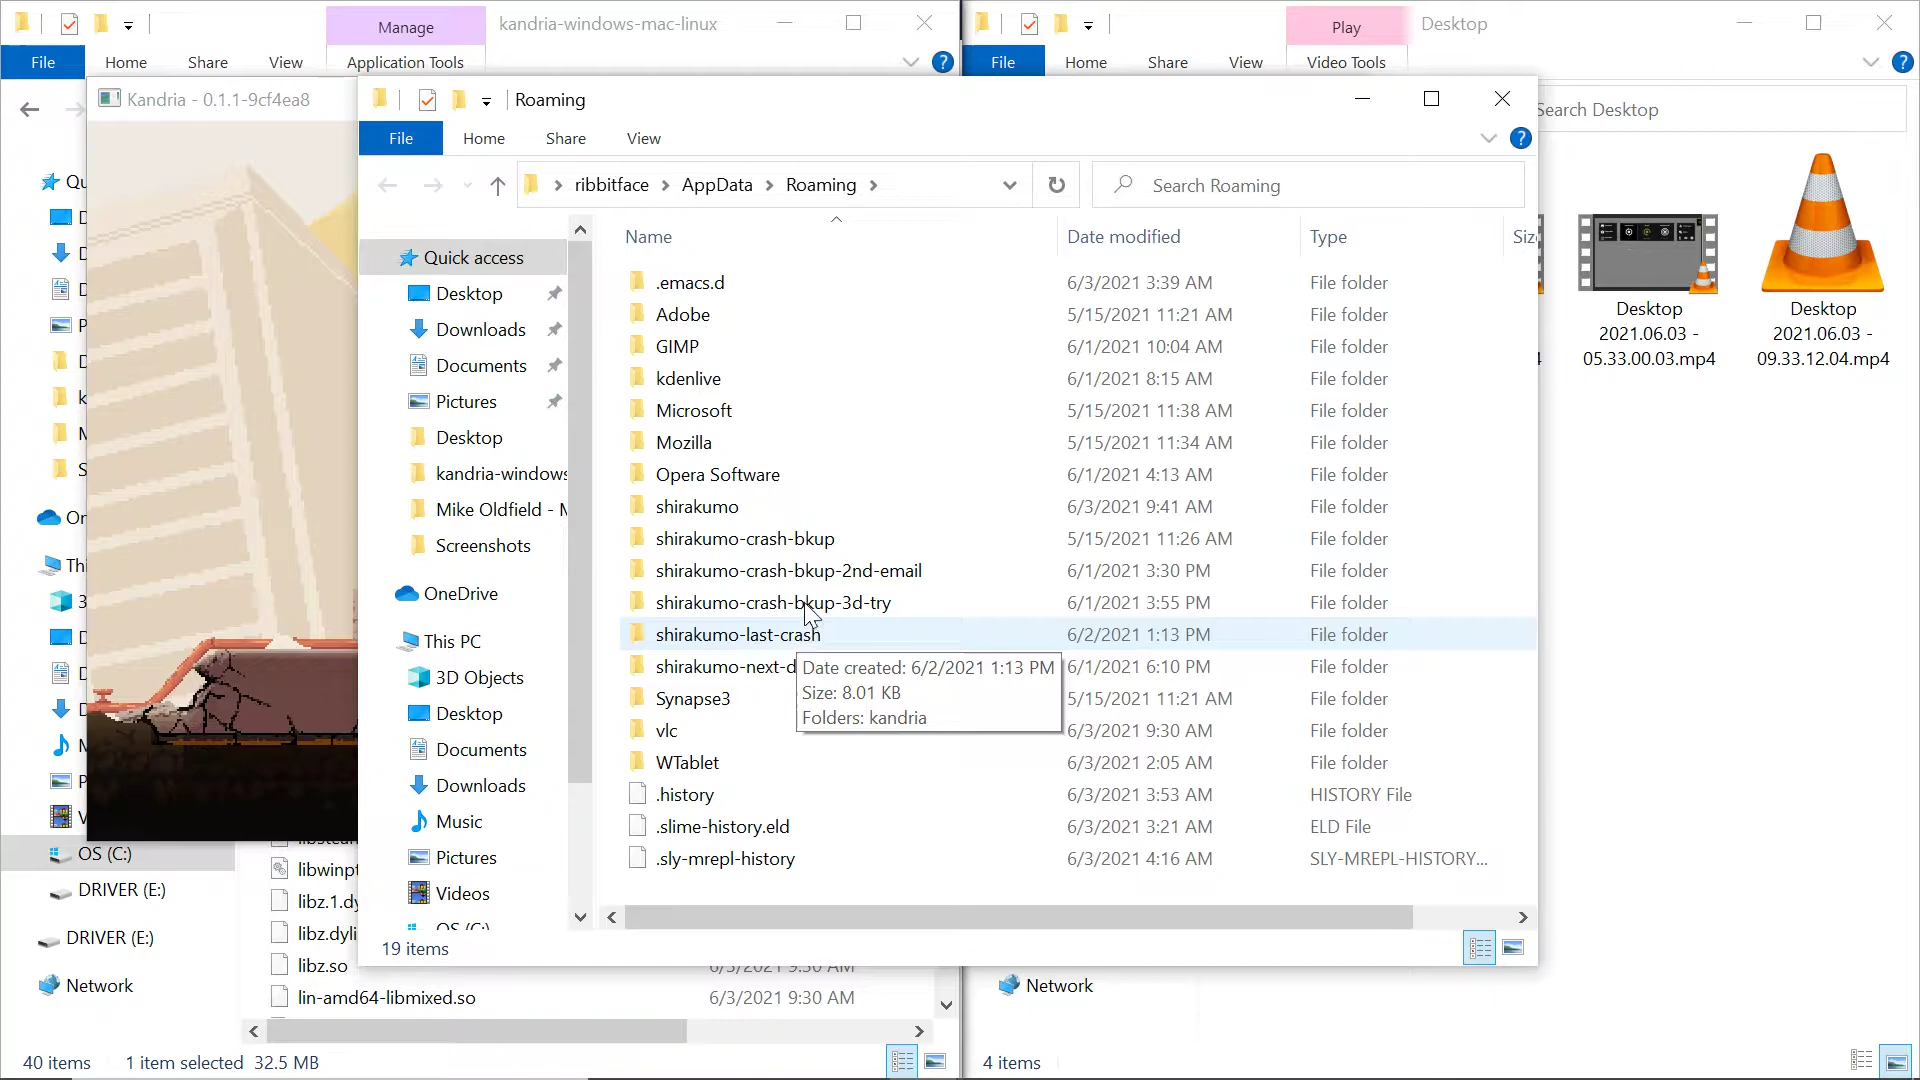 Manage
kandria-windows-mac-linux
Play
Desktop
File
Home
Share
View
Application Tools
File
Home
Share
View
Video Tools
Kandria - 0.1.1-9cf4ea8
Roaming
Search Desktop
File
Home
Share
View
ribbitface
AppData
Roaming
Search Roaming
Name
Date modified
Type
Quick access
Desktop
Downloads
Documents
Pictures
Desktop
kandria-windows
Mike Oldfield -
Screenshots
OneDrive
This PC
3D Objects
Desktop
Documents
Downloads
Music
Pictures
Videos
OS (C:)
.emacs.d 6/3/2021 3:39 AM File folder
Adobe 5/15/2021 11:21 AM File folder
GIMP 6/1/2021 10:04 AM File folder
kdenlive 6/1/2021 8:15 AM File folder
Microsoft 5/15/2021 11:38 AM File folder
Mozilla 5/15/2021 11:34 AM File folder
Opera Software 6/1/2021 4:13 AM File folder
shirakumo 6/3/2021 9:41 AM File folder
shirakumo-crash-bkup 5/15/2021 11:26 AM File folder
shirakumo-crash-bkup-2nd-email 6/1/2021 3:30 PM File folder
shirakumo-crash-bkup-3d-try 6/1/2021 3:55 PM File folder
shirakumo-last-crash 6/2/2021 1:13 PM File folder
shirakumo-next-d 6/1/2021 6:10 PM File folder
Synapse3 5/15/2021 11:21 AM File folder
vlc 6/3/2021 9:30 AM File folder
WTablet 6/3/2021 2:05 AM File folder
.history 6/3/2021 3:53 AM HISTORY File
.slime-history.eld 6/3/2021 3:21 AM ELD File
.sly-mrepl-history 6/3/2021 4:16 AM SLY-MREPL-HISTORY...
Date created: 6/2/2021 1:13 PM
Size: 8.01 KB
Folders: kandria
19 items
Desktop
2021.06.03 -
05.33.00.03.mp4
Desktop
2021.06.03 -
09.33.12.04.mp4
OS (C:)
DRIVER (E:)
DRIVER (E:)
Network
libz.1.dy
libz.dyli
libz.so
6/3/2021 9:30 AM
lin-amd64-libmixed.so 6/3/2021 9:30 AM
Network
40 items
1 item selected 32.5 MB
4 items